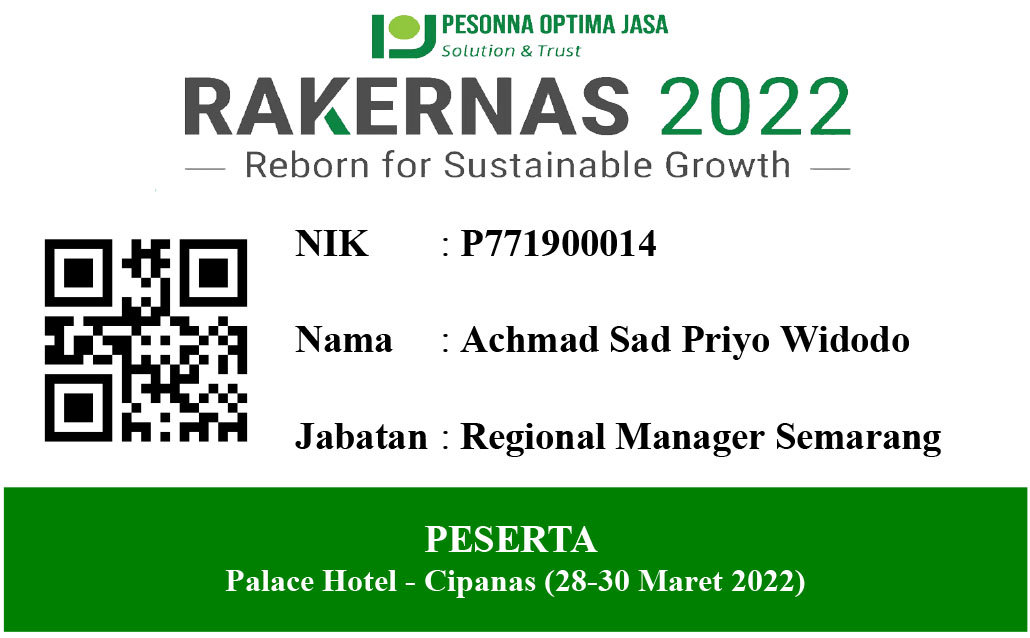 PESONNA OPTIMA JASA
Solution & Trust
RAKERNAS 2022
Reborn for Sustainable Growth
NIK : P771900014
Nama : Achmad Sad Priyo Widodo
Jabatan : Regional Manager Semarang
PESERTA
Palace Hotel - Cipanas (28-30 Maret 2022)